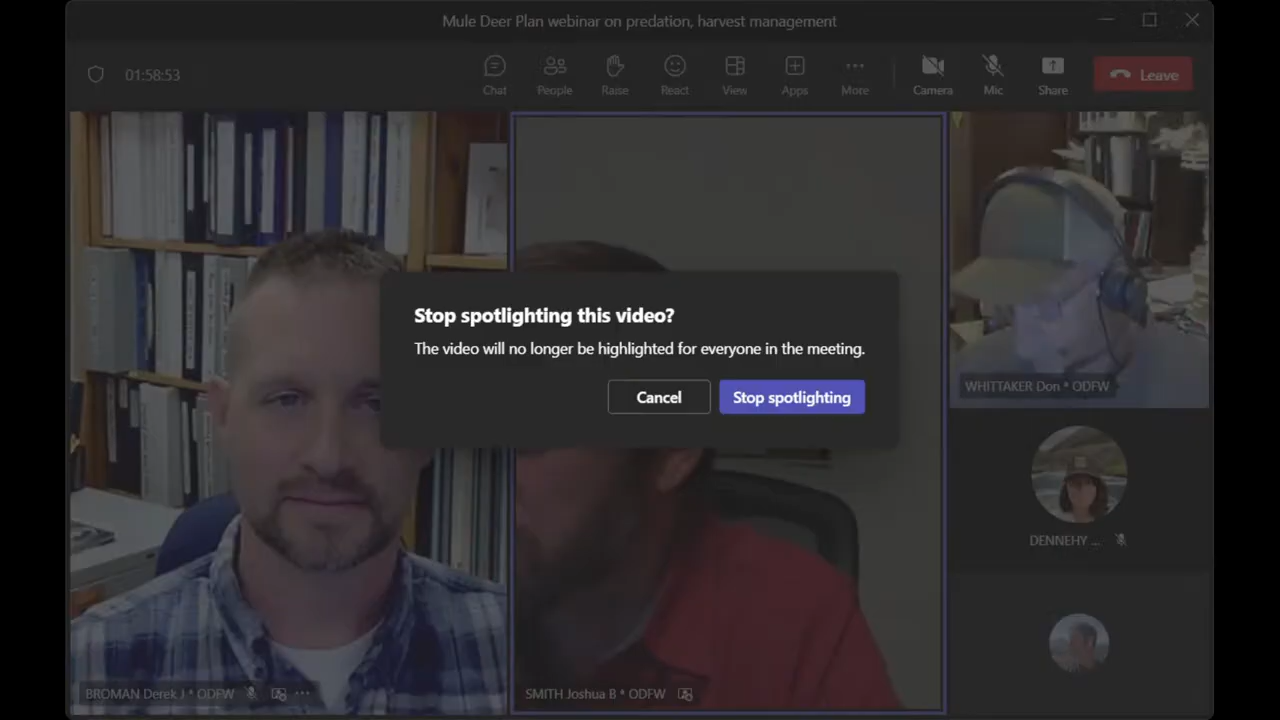 Mule Deer Plan webinar on predation, harvest management
01:58:53
Chat
People
Raise
React
View
Apps
More
Camera
Mic
Share
Leave
Stop spotlighting this video?
The video will no longer be highlighted for everyone in the meeting.
Cancel
Stop spotlighting
WHITTAKER Don * ODFW
DENNEHY ...
BROMAN Derek J * ODFW
SMITH Joshua B * ODFW